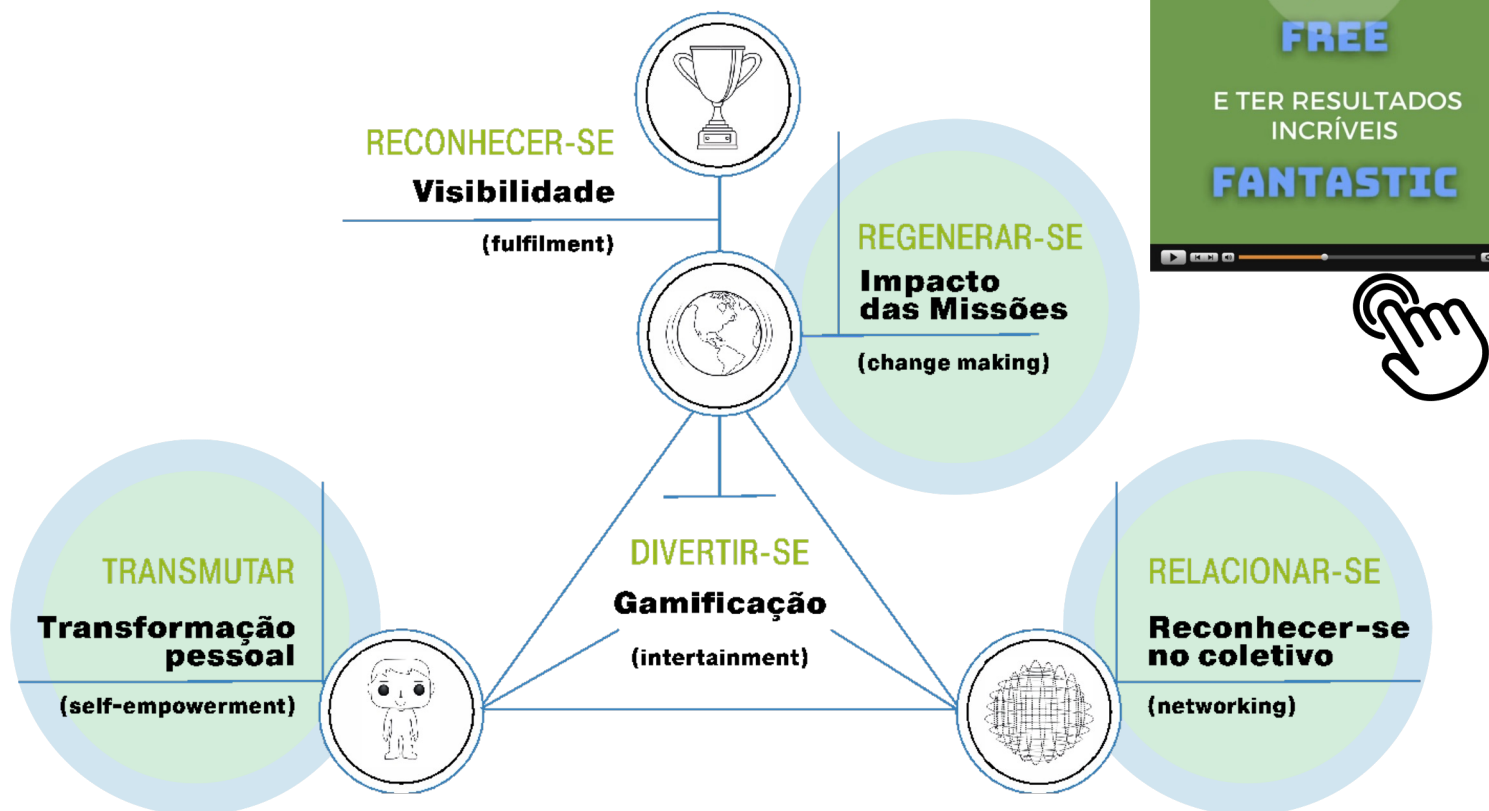 FREE
E TER RESULTADOS
INCRÍVEIS
FANTASTIC
RECONHECER-SE
Visibilidade
(fulfilment)
REGENERAR-SE
Impacto
das Missões
(change making)
DIVERTIR-SE
Gamificação
(intertainment)
TRANSMUTAR
Transformação
pessoal
(self-empowerment)
RELACIONAR-SE
Reconhecer-se
no coletivo
(networking)